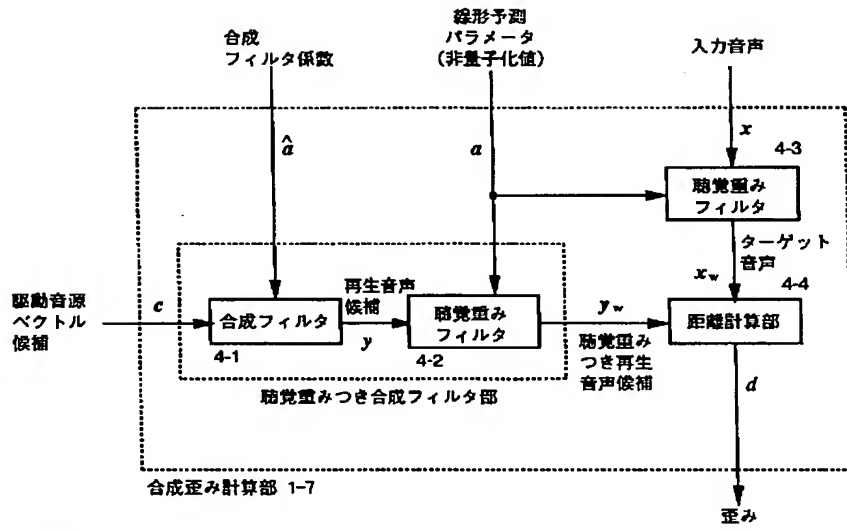 合成
フィルタ係数
線形予測
パラメータ
(非量子化値)
入力音声
â
a
x
4-3
聴覚重み
フィルタ
ターゲット
音声
x_w
4-4
駆動音源
ベクトル
候補
c
合成フィルタ
4-1
再生音声
候補
y
聴覚重み
フィルタ
4-2
y_w
聴覚重み
つき再生
音声候補
距離計算部
d
聴覚重みつき合成フィルタ部
合成歪み計算部 1-7
歪み